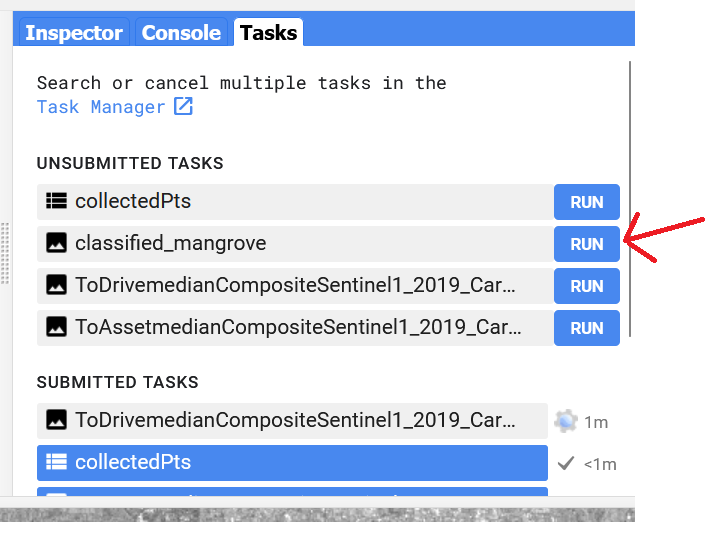 Inspector Console Tasks
Search or cancel multiple tasks in the
Task Manager
UNSUBMITTED TASKS
collectedPts RUN
classified_mangrove RUN
ToDrivemedianCompositeSentinel1_2019_Car... RUN
ToAssetmedianCompositeSentinel1_2019_Car... RUN
SUBMITTED TASKS
ToDrivemedianCompositeSentinel1_2019_Car... 1m
collectedPts <1m